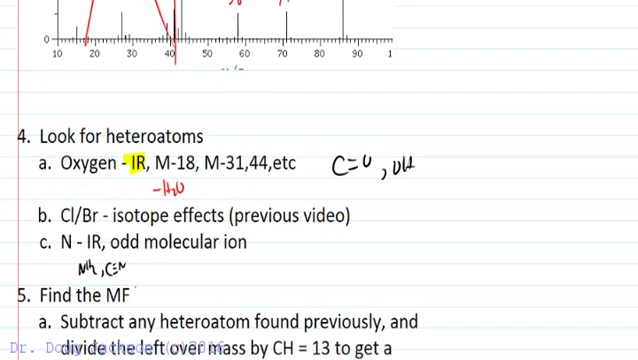 0
10 20 30 40 50 60 70 80 90 1
4. Look for heteroatoms
a. Oxygen - IR, M-18, M-31,44,etc C=O, OH
-H₂O
b. Cl/Br - isotope effects (previous video)
c. N - IR, odd molecular ion
NH, C≡N
5. Find the MF
a. Subtract any heteroatom found previously, and
divide the left over mass by CH = 13 to get a